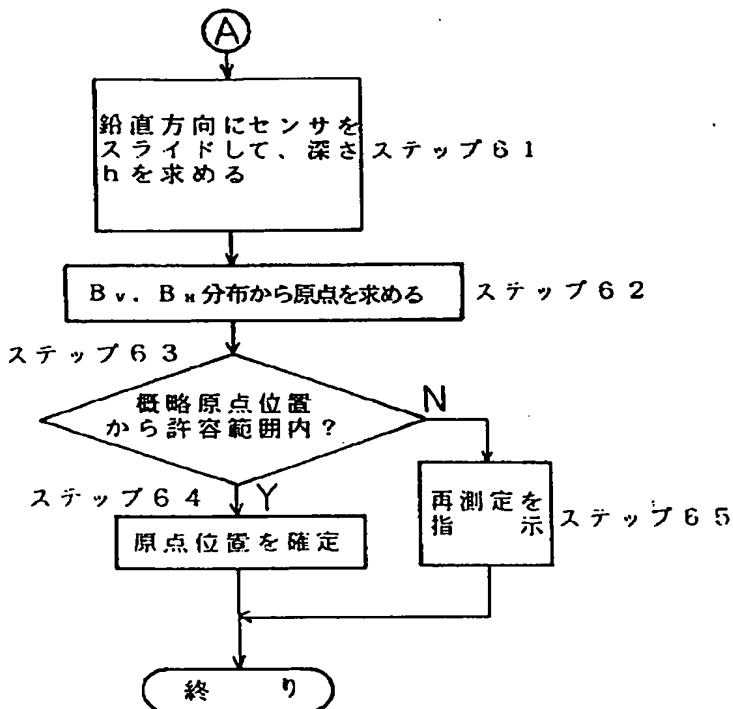 A
鉛直方向にセンサを
スライドして、深さ
hを求める
ステップ61
Bv．BH分布から原点を求める
ステップ62
ステップ63
概略原点位置
から許容範囲内？
N
ステップ64
Y
原点位置を確定
再測定を
指示
ステップ65
終り